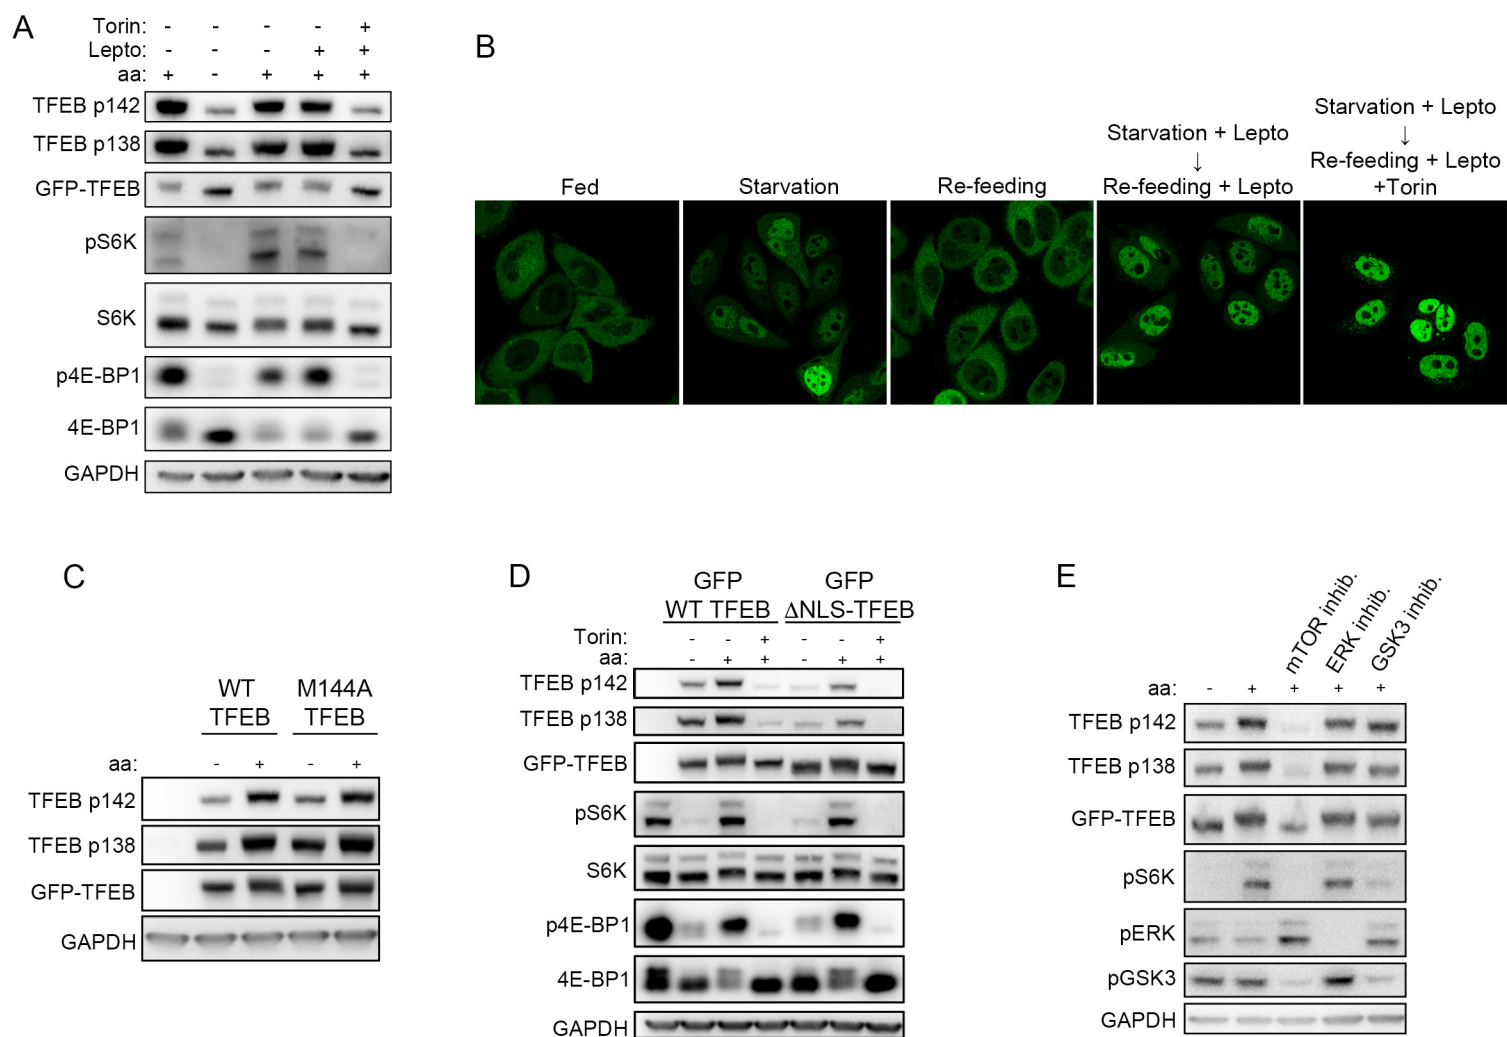 A
Torin: - - - - +
Lepto: - - - + +
aa: + - + + +
TFEB p142
TFEB p138
GFP-TFEB
pS6K
S6K
p4E-BP1
4E-BP1
GAPDH
B
Fed
Starvation
Re-feeding
Starvation + Lepto
↓
Re-feeding + Lepto
Starvation + Lepto
↓
Re-feeding + Lepto
+Torin
C
WT
TFEB
M144A
TFEB
aa: - + - +
TFEB p142
TFEB p138
GFP-TFEB
GAPDH
D
GFP
WT TFEB
GFP
ΔNLS-TFEB
Torin: - - + - - +
aa: - + + - + +
TFEB p142
TFEB p138
GFP-TFEB
pS6K
S6K
p4E-BP1
4E-BP1
GAPDH
E
mTOR inhib.
ERK inhib.
GSK3 inhib.
aa: - + + + +
TFEB p142
TFEB p138
GFP-TFEB
pS6K
pERK
pGSK3
GAPDH